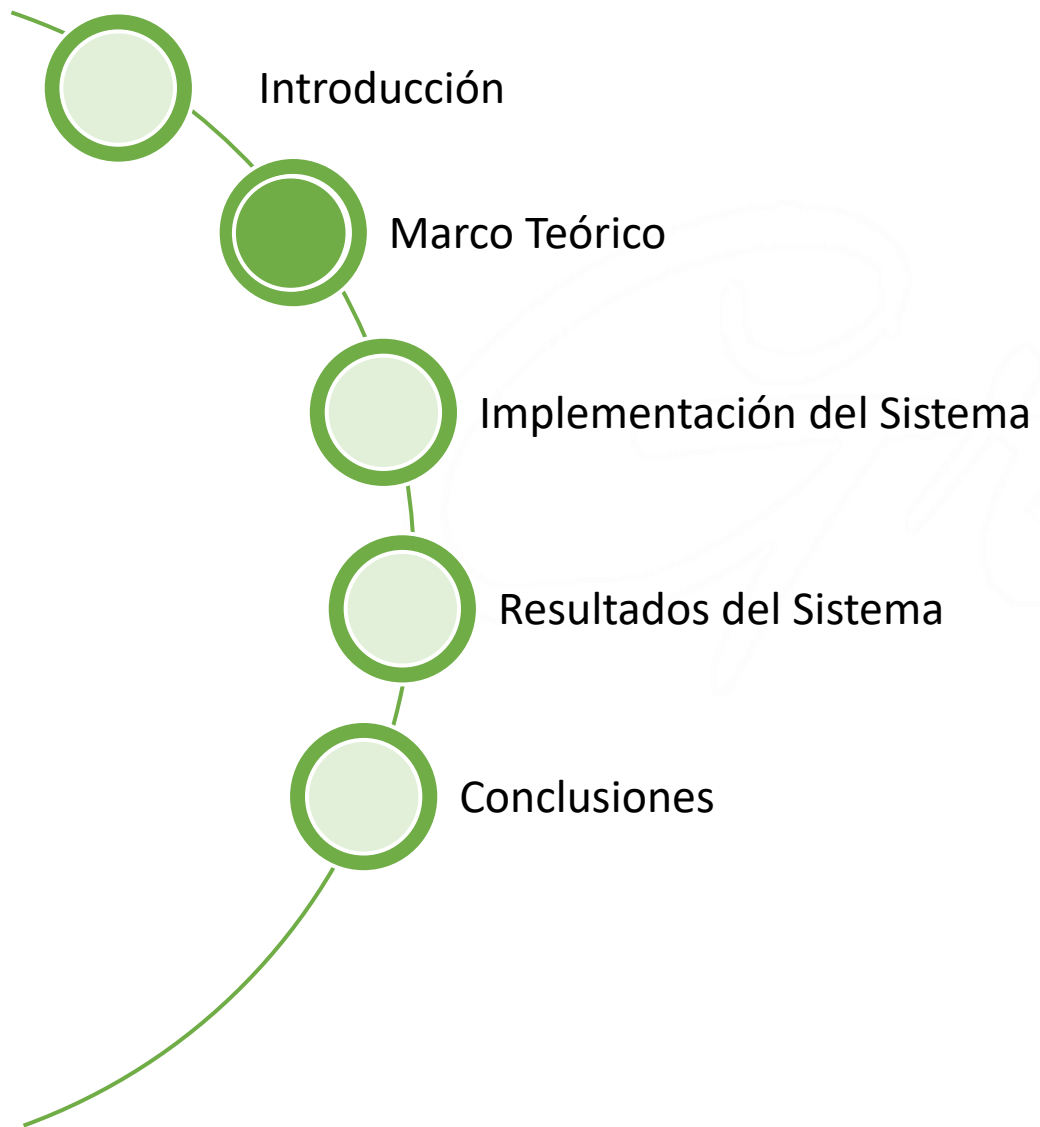 Introducción
Marco Teórico
Implementación del Sistema
Resultados del Sistema
Conclusiones